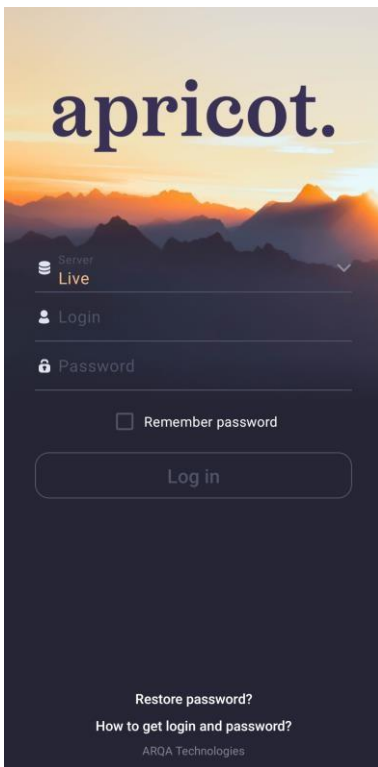 apricot.
Server
Live
Login
Password
Remember password
Log in
Restore password?
How to get login and password?
ARQA Technologies